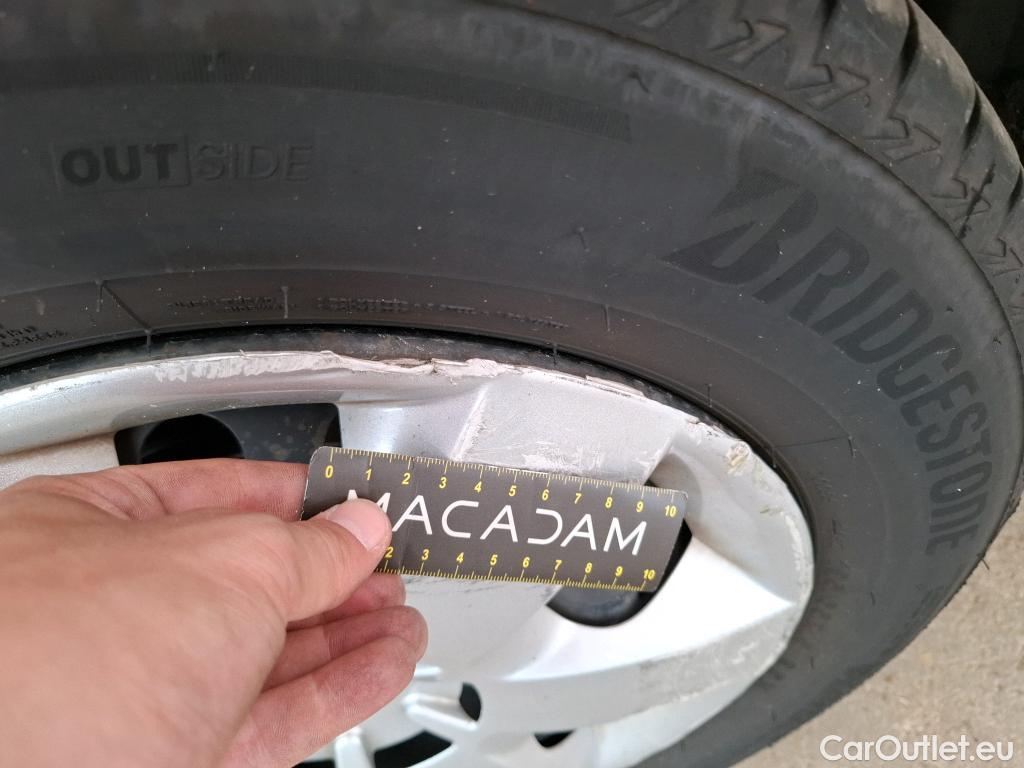 OUTSIDE
BRIDGESTONE
0 1 2 3 4 5 6 7 8 9 10
MACADAM
2 3 4 5 6 7 8 9 10
CarOutlet.eu